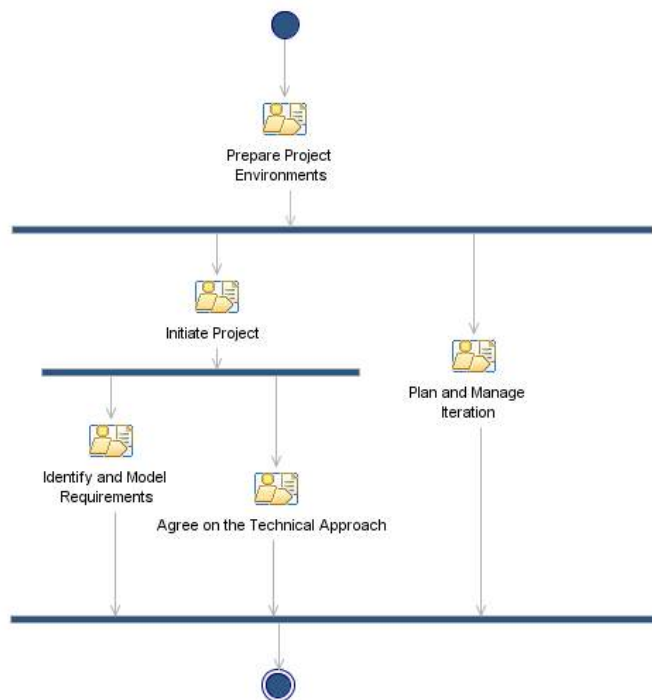 Prepare Project
Environments
Initiate Project
Plan and Manage
Iteration
Identify and Model
Requirements
Agree on the Technical Approach